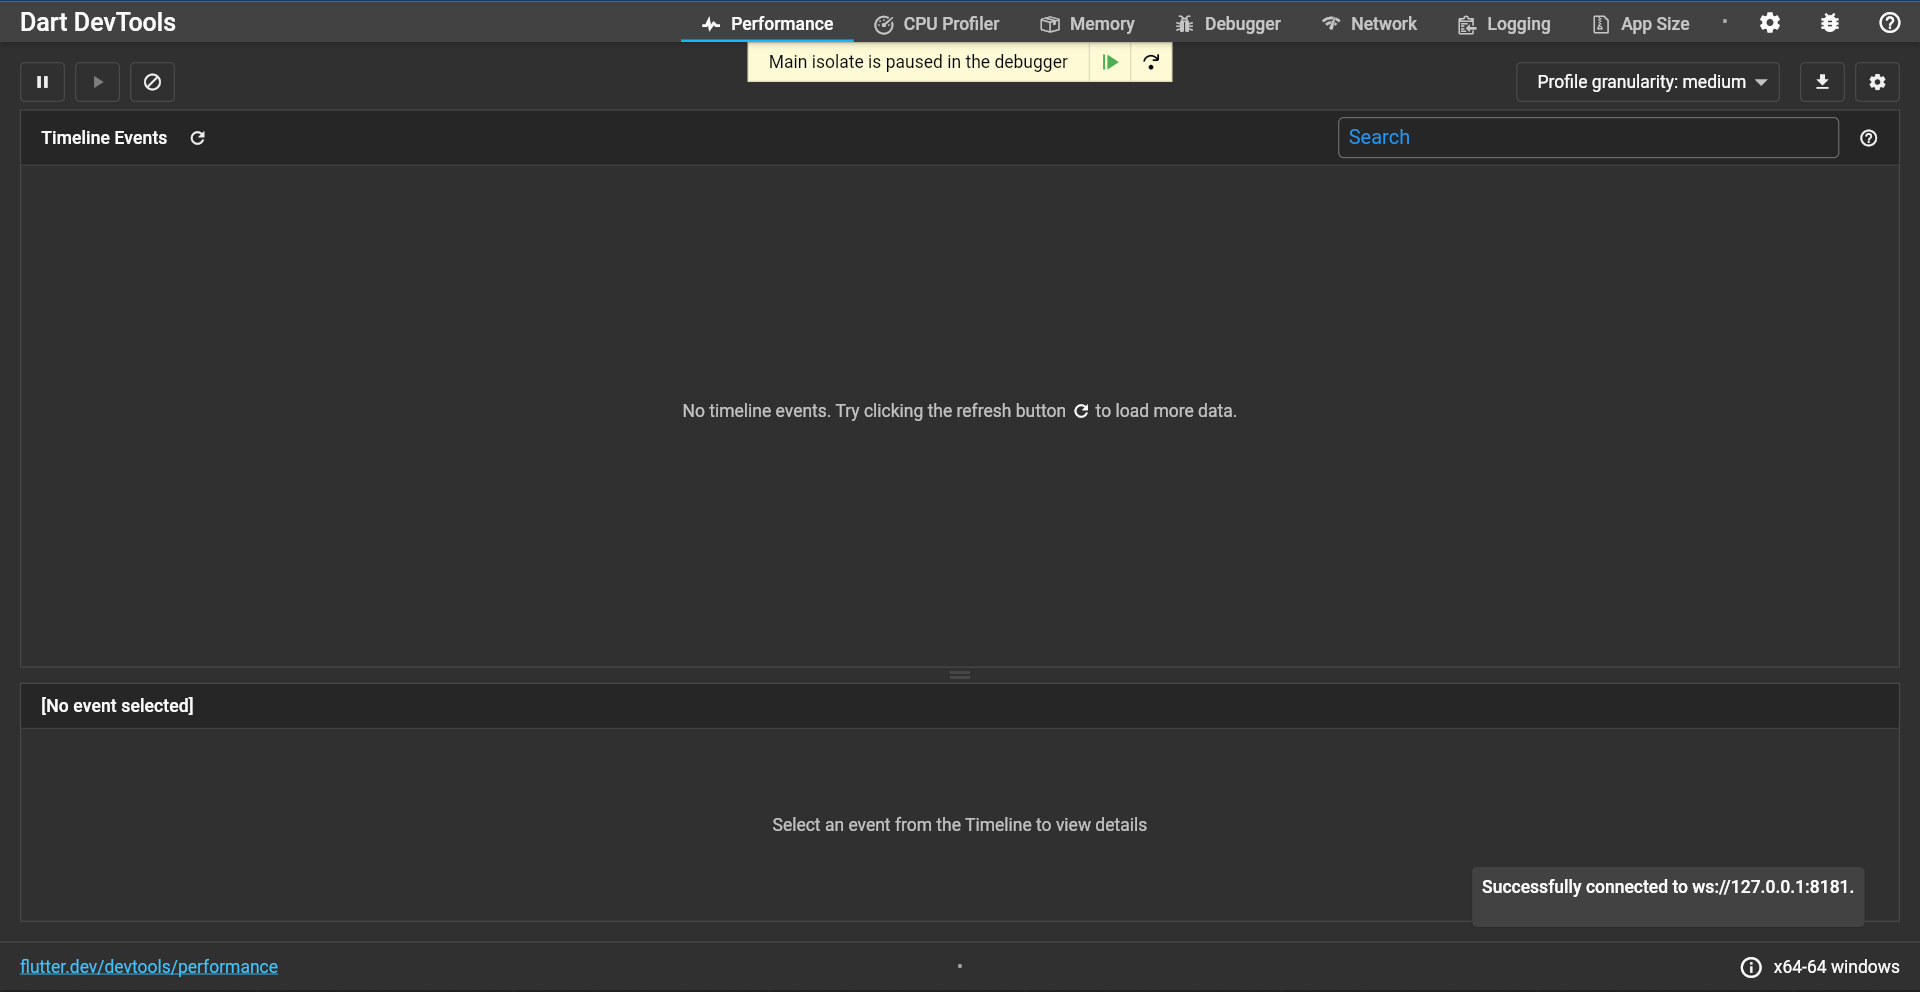 Dart DevTools
Performance
CPU Profiler
Memory
Debugger
Network
Logging
App Size
Main isolate is paused in the debugger
Profile granularity: medium
Timeline Events
Search
No timeline events. Try clicking the refresh button to load more data.
[No event selected]
Select an event from the Timeline to view details
Successfully connected to ws://127.0.0.1:8181.
flutter.dev/devtools/performance
x64-64 windows